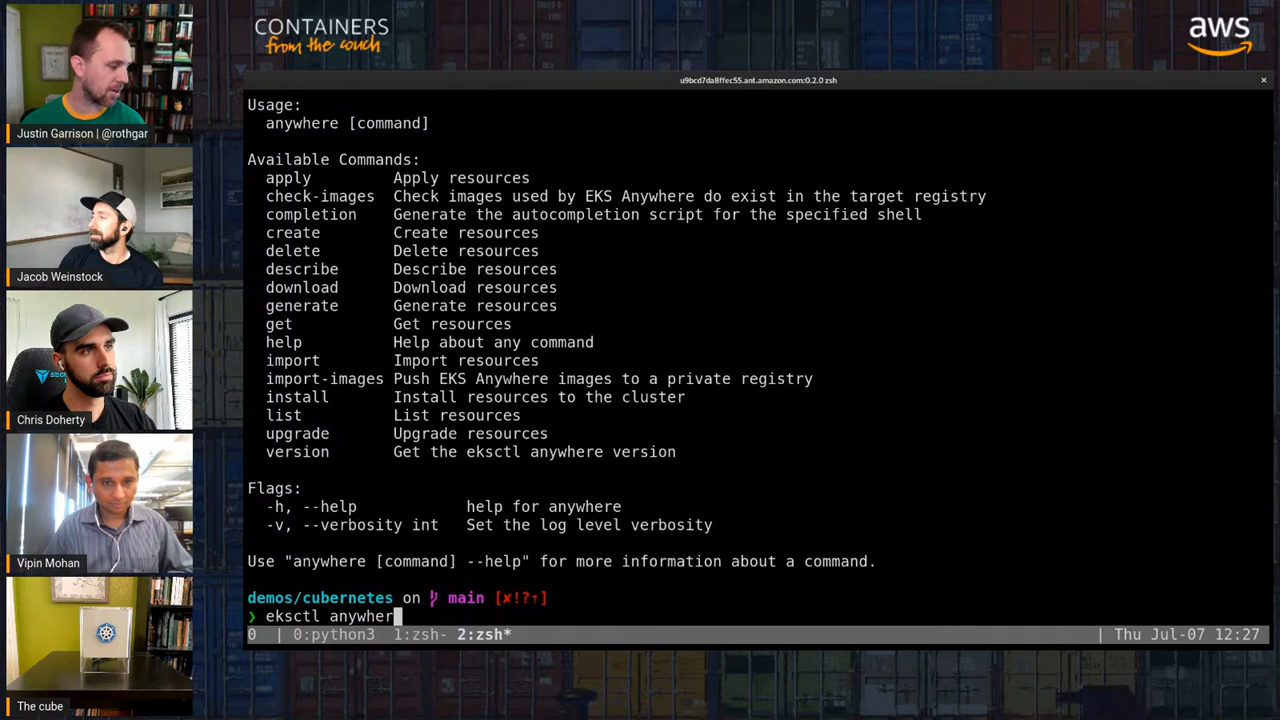 CONTAINERS
from the couch
aws
Justin Garrison | @rothgar
Jacob Weinstock
Chris Doherty
Vipin Mohan
The cube
u9bcd7da8ffec55.ant.amazon.com:0.2.0 zsh
Usage:
anywhere [command]
Available Commands:
apply Apply resources
check-images Check images used by EKS Anywhere do exist in the target registry
completion Generate the autocompletion script for the specified shell
create Create resources
delete Delete resources
describe Describe resources
download Download resources
generate Generate resources
get Get resources
help Help about any command
import Import resources
import-images Push EKS Anywhere images to a private registry
install Install resources to the cluster
list List resources
upgrade Upgrade resources
version Get the eksctl anywhere version
Flags:
-h, --help help for anywhere
-v, --verbosity int Set the log level verbosity
Use "anywhere [command] --help" for more information about a command.
demos/cubernetes on main [✘!?⇡]
❯ eksctl anywher
0 | 0:python3 1:zsh- 2:zsh* | Thu Jul-07 12:27